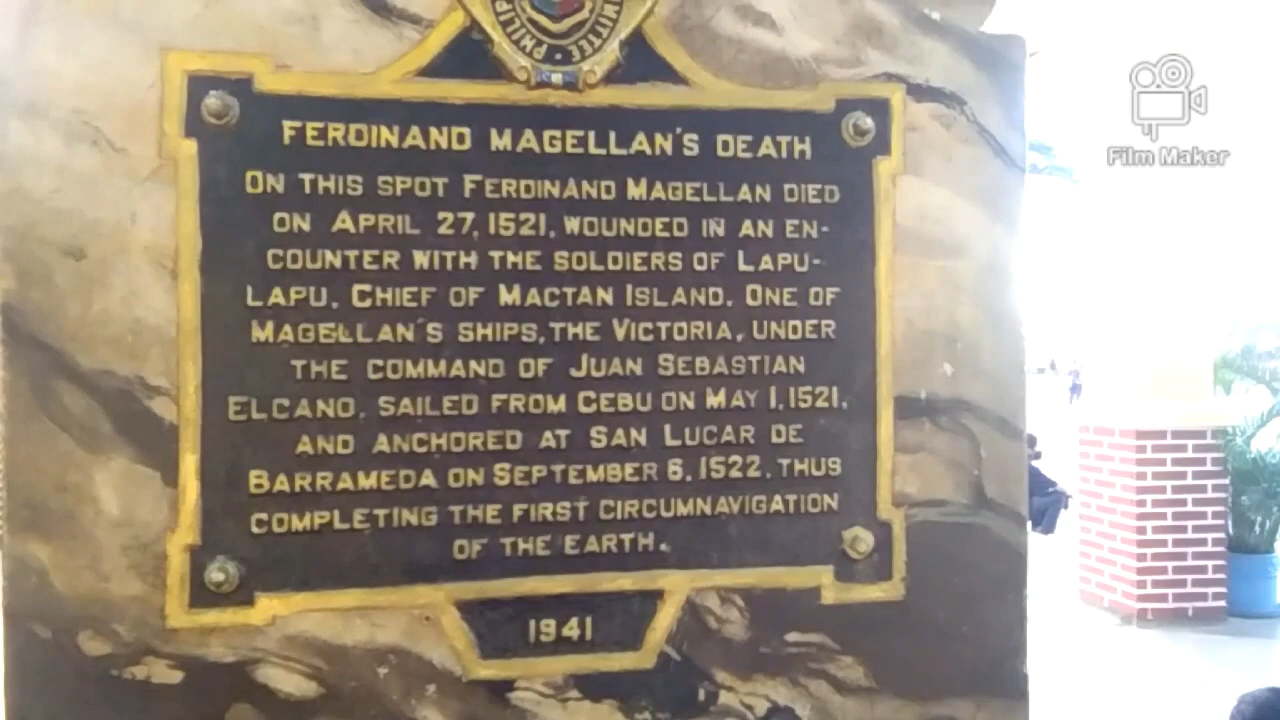 PHILIP MMITTEE
FERDINAND MAGELLAN'S DEATH
ON THIS SPOT FERDINAND MAGELLAN DIED
ON APRIL 27, 1521, WOUNDED IN AN EN-
COUNTER WITH THE SOLDIERS OF LAPU-
LAPU, CHIEF OF MACTAN ISLAND. ONE OF
MAGELLAN'S SHIPS, THE VICTORIA, UNDER
THE COMMAND OF JUAN SEBASTIAN
ELCANO, SAILED FROM CEBU ON MAY 1, 1521,
AND ANCHORED AT SAN LUCAR DE
BARRAMEDA ON SEPTEMBER 6, 1522, THUS
COMPLETING THE FIRST CIRCUMNAVIGATION
OF THE EARTH.
1941
Film Maker